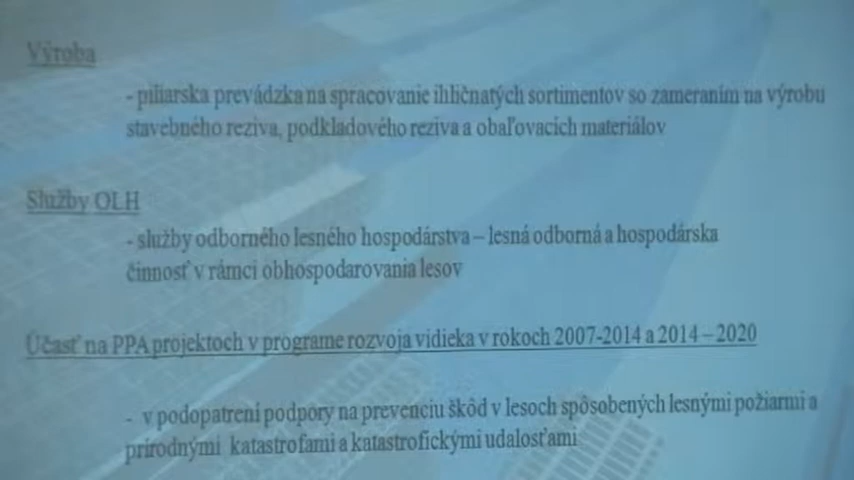 Výroba
- piliarska prevádzka na spracovanie ihličnatých sortimentov so zameraním na výrobu
stavebného reziva, podkladového reziva a obaľovacích materiálov
Služby OLH
- služby odborného lesného hospodárstva – lesná odborná a hospodárska
činnosť v rámci obhospodarovania lesov
Účasť na PPA projektoch v programe rozvoja vidieka v rokoch 2007-2014 a 2014 – 2020
- v podopatrení podpory na prevenciu škôd v lesoch spôsobených lesnými požiarmi a
prírodnými katastrofami a katastrofickými udalosťami